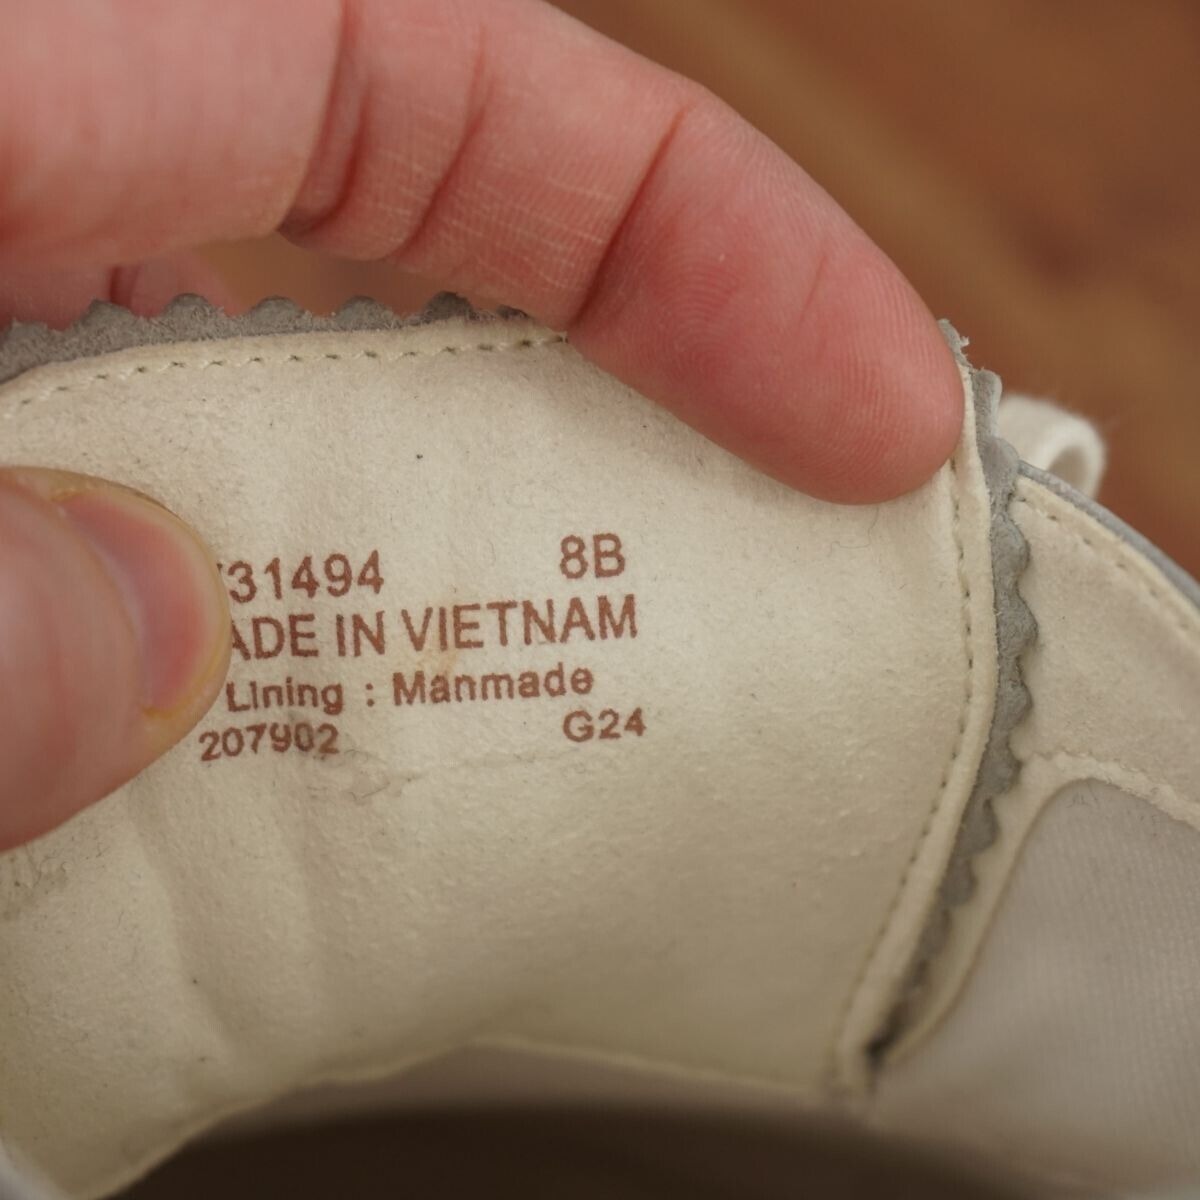 31494 8B
ADE IN VIETNAM
Lining : Manmade
207902 G24